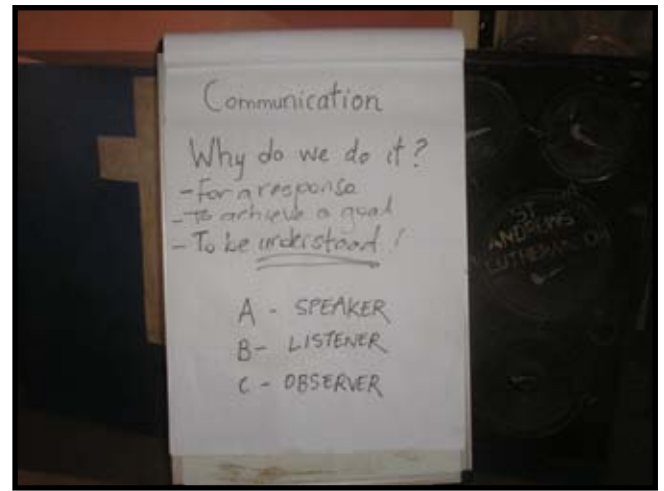 Communication
Why do we do it?
- For a response
- To achieve a goal
- To be understood!
A - SPEAKER
B - LISTENER
C - OBSERVER
ST
ANDREWS
LUTHERAN